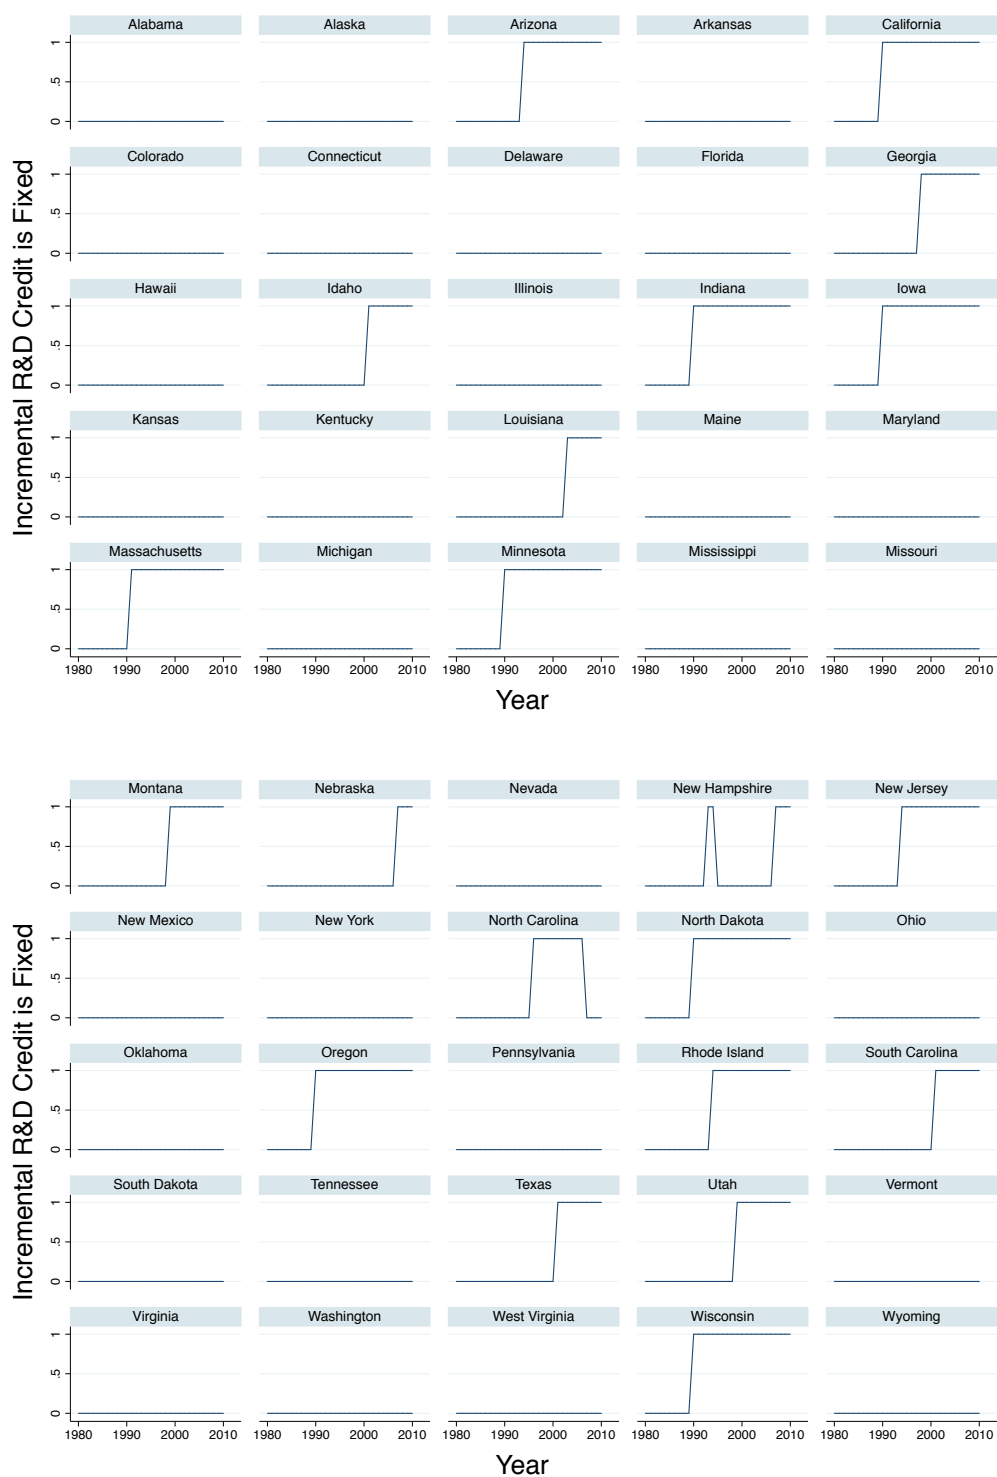 Alabama Alaska Arizona Arkansas California
0 .5 1
Colorado Connecticut Delaware Florida Georgia
0 .5 1
Hawaii Idaho Illinois Indiana Iowa
0 .5 1
Kansas Kentucky Louisiana Maine Maryland
0 .5 1
Massachusetts Michigan Minnesota Mississippi Missouri
0 .5 1
1980 1990 2000 2010 1980 1990 2000 2010 1980 1990 2000 2010 1980 1990 2000 2010 1980 1990 2000 2010
Incremental R&D Credit is Fixed
Year
Montana Nebraska Nevada New Hampshire New Jersey
0 .5 1
New Mexico New York North Carolina North Dakota Ohio
0 .5 1
Oklahoma Oregon Pennsylvania Rhode Island South Carolina
0 .5 1
South Dakota Tennessee Texas Utah Vermont
0 .5 1
Virginia Washington West Virginia Wisconsin Wyoming
0 .5 1
1980 1990 2000 2010 1980 1990 2000 2010 1980 1990 2000 2010 1980 1990 2000 2010 1980 1990 2000 2010
Incremental R&D Credit is Fixed
Year